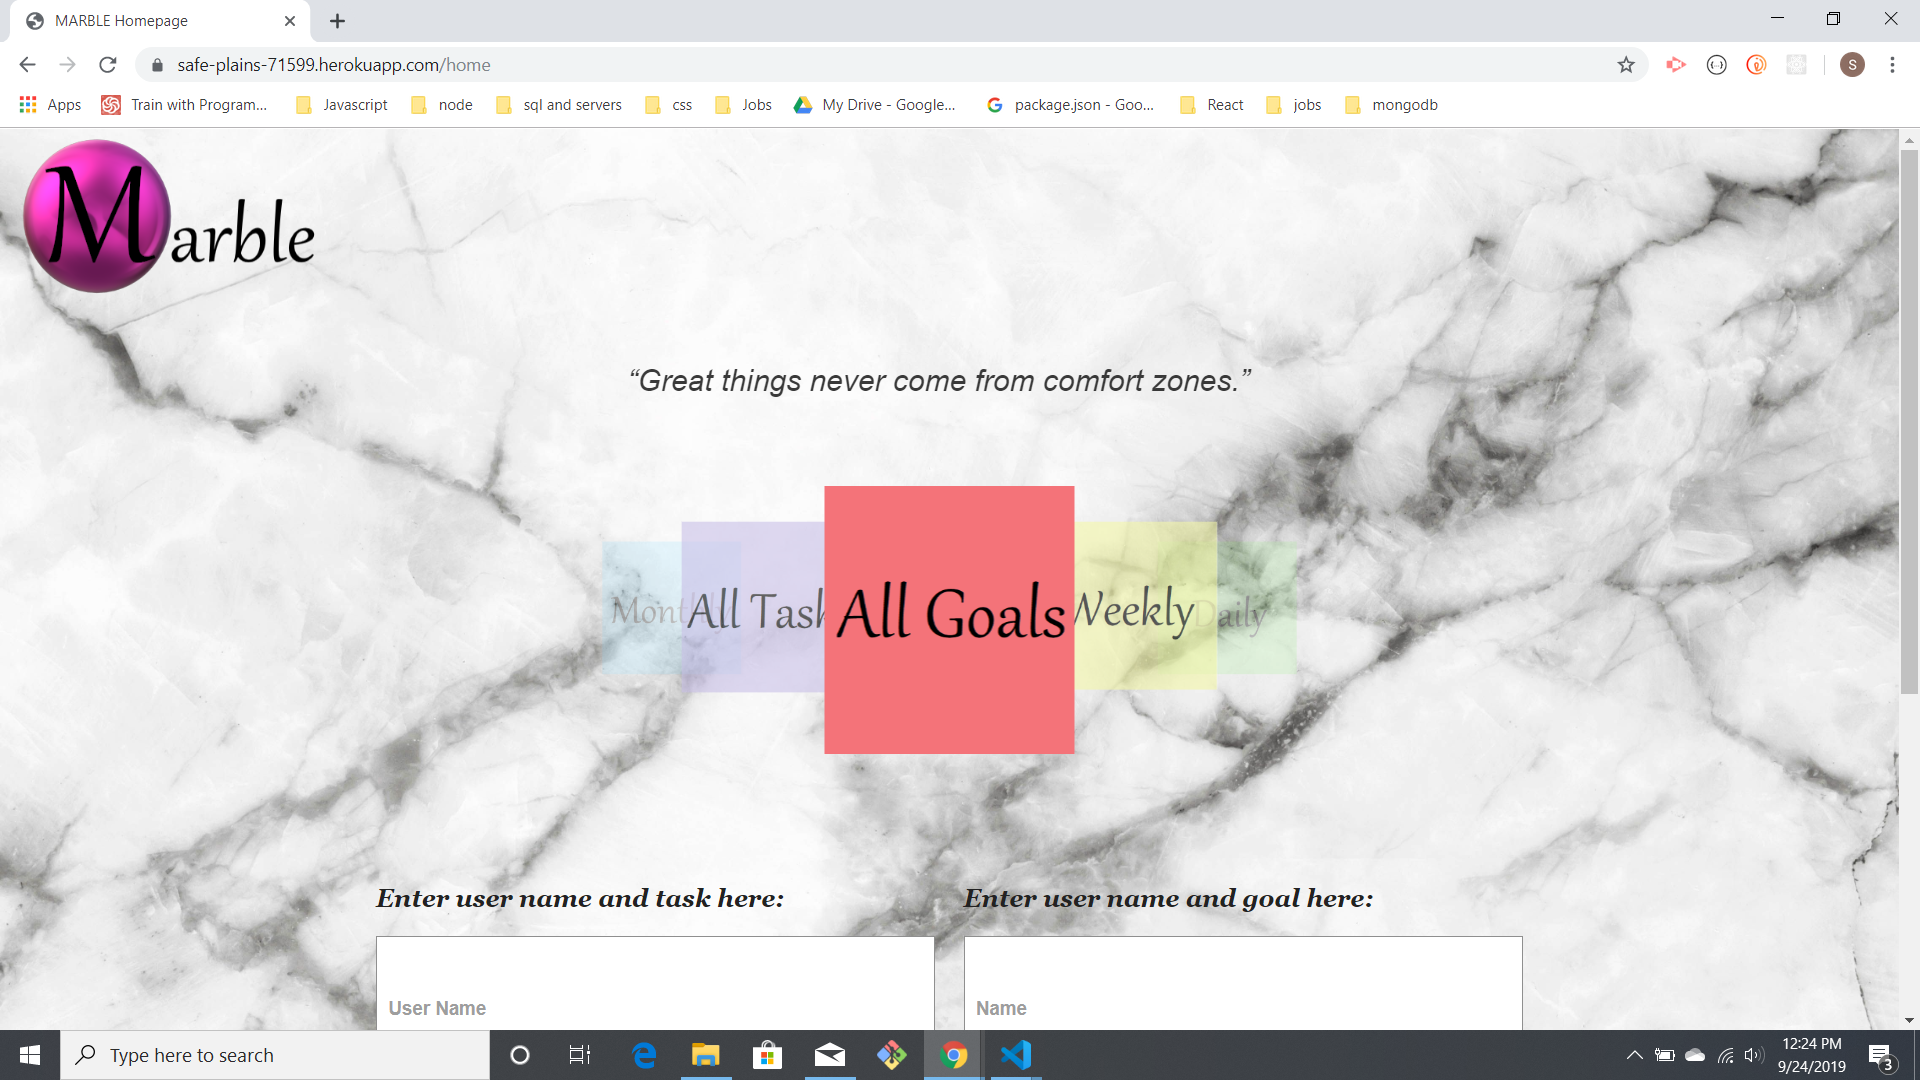 MARBLE Homepage
safe-plains-71599.herokuapp.com/home
S
Apps
Train with Program...
Javascript
node
sql and servers
css
Jobs
My Drive - Google...
package.json - Goo...
React
jobs
mongodb
Marble
“Great things never come from comfort zones.”
Monthly
All Task
All Goals
Weekly
Daily
Enter user name and task here:
Enter user name and goal here:
User Name
Name
Type here to search
12:24 PM
9/24/2019
3